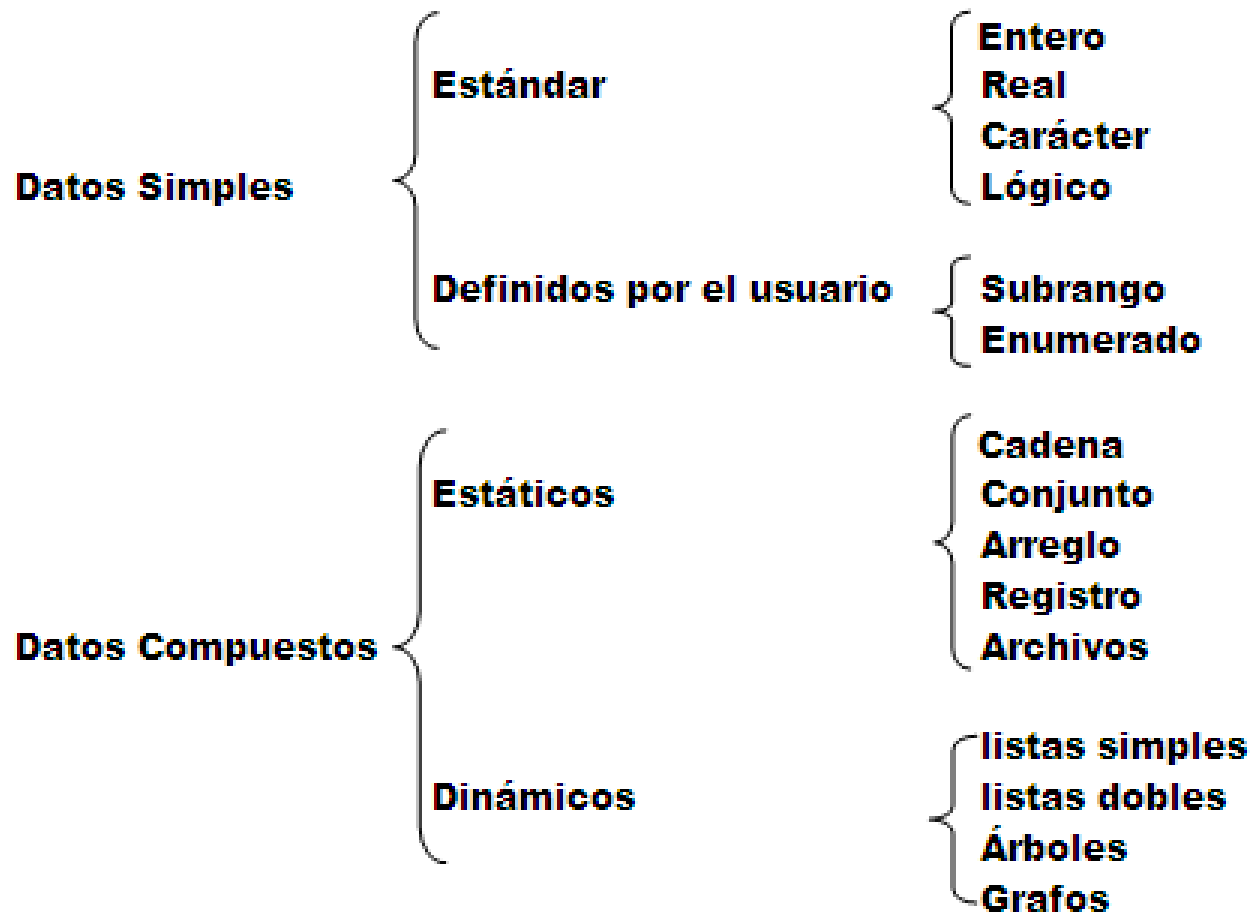 Datos Simples
Estándar
Entero
Real
Carácter
Lógico
Definidos por el usuario
Subrango
Enumerado
Datos Compuestos
Estáticos
Cadena
Conjunto
Arreglo
Registro
Archivos
Dinámicos
listas simples
listas dobles
Árboles
Grafos